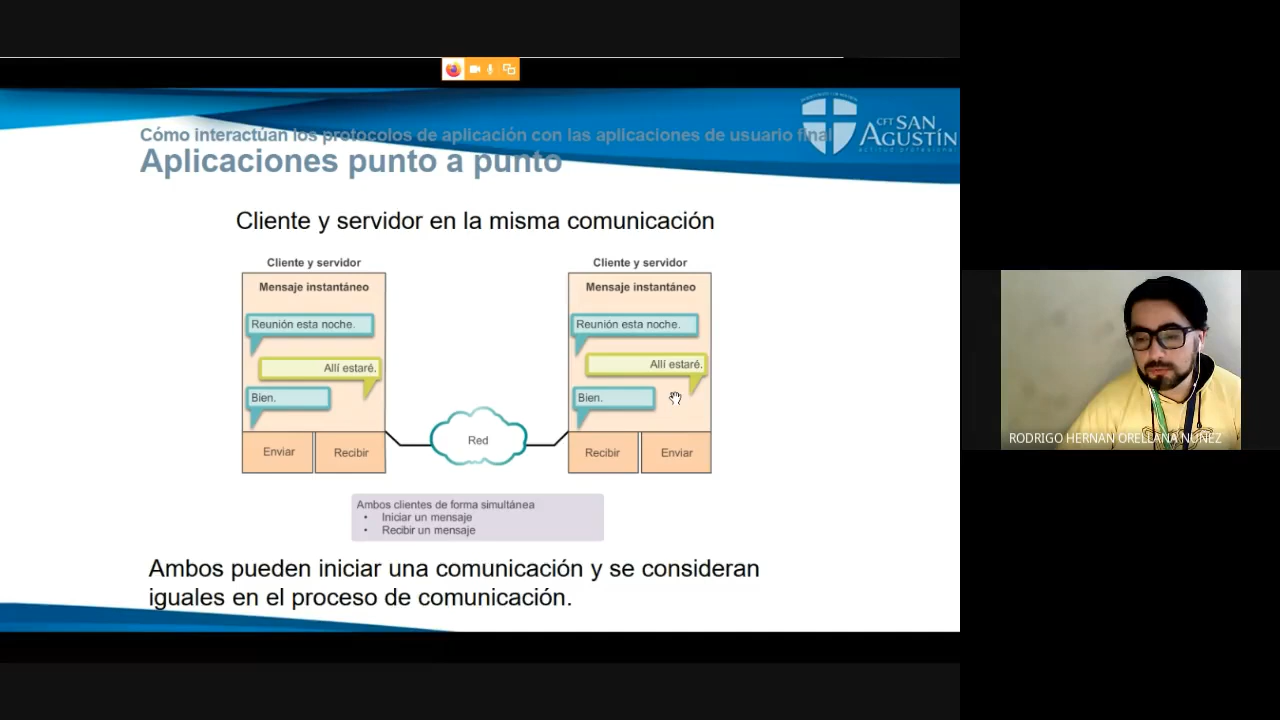 Cómo interactúan los protocolos de aplicación con las aplicaciones de usuario final
Aplicaciones punto a punto
CFT SAN
AGUSTÍN
Cliente y servidor en la misma comunicación
Cliente y servidor
Mensaje instantáneo
Reunión esta noche.
Allí estaré.
Bien.
Enviar
Recibir
Red
Cliente y servidor
Mensaje instantáneo
Reunión esta noche.
Allí estaré.
Bien.
Recibir
Enviar
Ambos clientes de forma simultánea
• Iniciar un mensaje
• Recibir un mensaje
Ambos pueden iniciar una comunicación y se consideran
iguales en el proceso de comunicación.
RODRIGO HERNAN ORELLANA NUNEZ